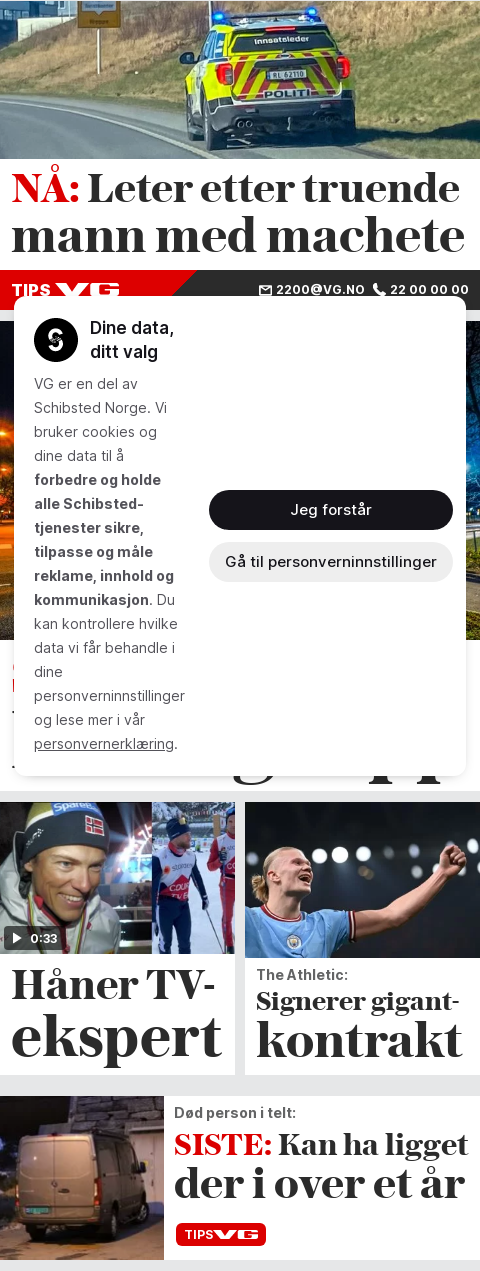 innsatsleder
RL 62110
POLITI
NÅ: Leter etter truende
mann med machete
TIPS VG
2200@VG.NO 22 00 00 00
Dine data,
ditt valg
VG er en del av
Schibsted Norge. Vi
bruker cookies og
dine data til å
forbedre og holde
alle Schibsted-
tjenester sikre,
tilpasse og måle
reklame, innhold og
kommunikasjon. Du
kan kontrollere hvilke
data vi får behandle i
dine
personverninnstillinger
og lese mer i vår
personvernerklæring.
Jeg forstår
Gå til personverninnstillinger
0:33
Håner TV-
ekspert
The Athletic:
Signerer gigant-
kontrakt
Død person i telt:
SISTE: Kan ha ligget
der i over et år
TIPS VG